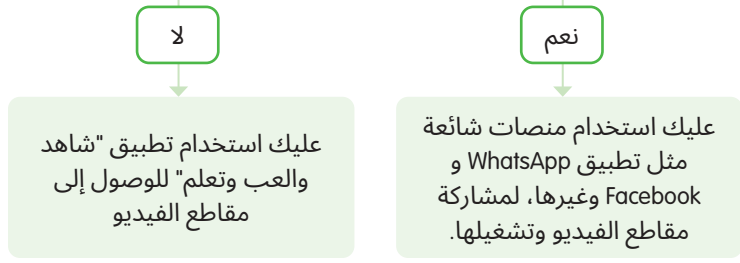 نعم
لا
عليك استخدام منصات شائعة
مثل تطبيق WhatsApp و
Facebook وغيرها، لمشاركة
مقاطع الفيديو وتشغيلها.
عليك استخدام تطبيق "شاهد
والعب وتعلم" للوصول إلى
مقاطع الفيديو